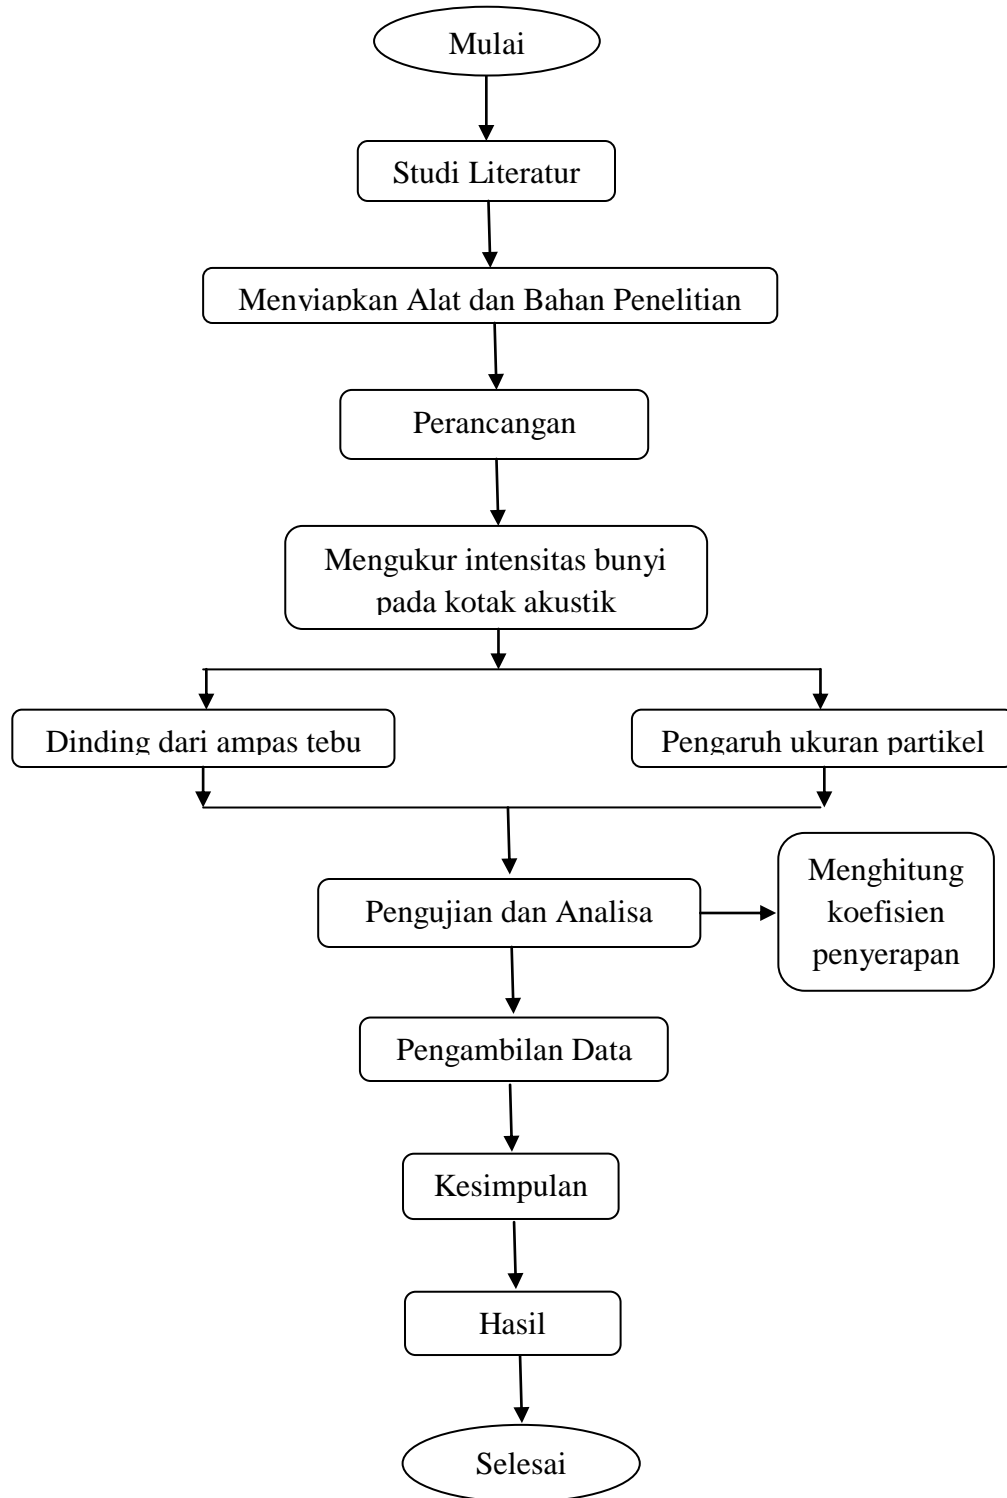 Mulai
Studi Literatur
Menyiapkan Alat dan Bahan Penelitian
Perancangan
Mengukur intensitas bunyi
pada kotak akustik
Dinding dari ampas tebu
Pengaruh ukuran partikel
Menghitung
koefisien
penyerapan
Pengujian dan Analisa
Pengambilan Data
Kesimpulan
Hasil
Selesai